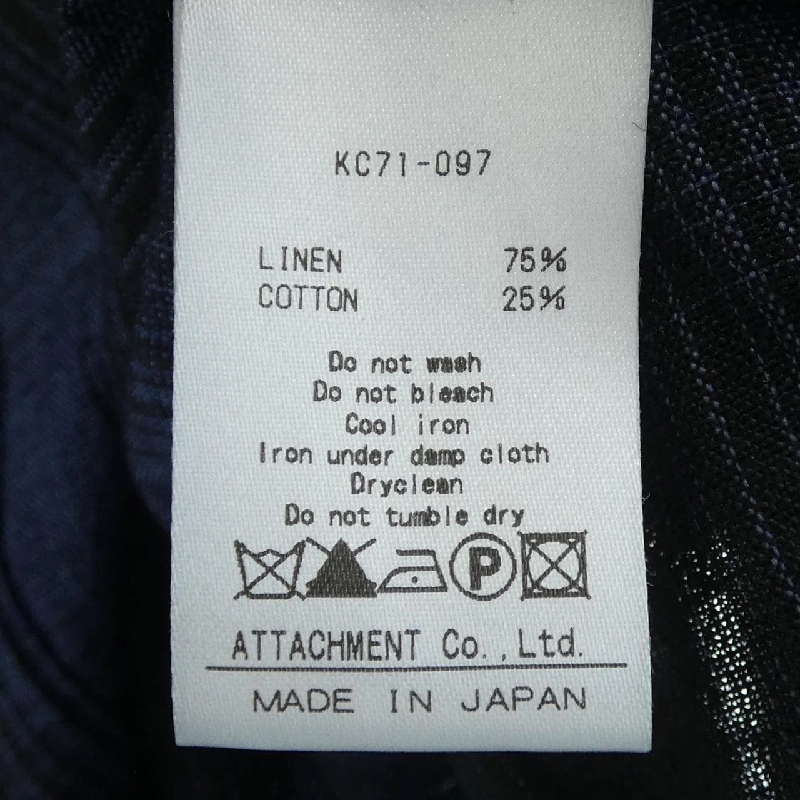 KC71-097
LINEN 75%
COTTON 25%
Do not wash
Do not bleach
Cool iron
Iron under damp cloth
Dryclean
Do not tumble dry
P
ATTACHMENT Co.,Ltd.
MADE IN JAPAN